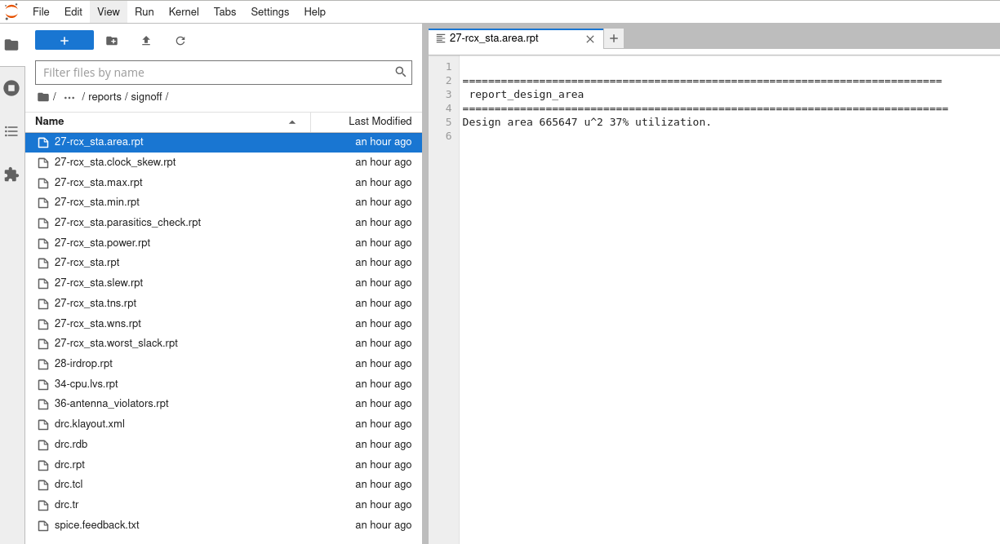 File Edit View Run Kernel Tabs Settings Help
Filter files by name
/ ... / reports / signoff /
Name Last Modified
27-rcx_sta.area.rpt an hour ago
27-rcx_sta.clock_skew.rpt an hour ago
27-rcx_sta.max.rpt an hour ago
27-rcx_sta.min.rpt an hour ago
27-rcx_sta.parasitics_check.rpt an hour ago
27-rcx_sta.power.rpt an hour ago
27-rcx_sta.rpt an hour ago
27-rcx_sta.slew.rpt an hour ago
27-rcx_sta.tns.rpt an hour ago
27-rcx_sta.wns.rpt an hour ago
27-rcx_sta.worst_slack.rpt an hour ago
28-irdrop.rpt an hour ago
34-cpu.lvs.rpt an hour ago
36-antenna_violators.rpt an hour ago
drc.klayout.xml an hour ago
drc.rdb an hour ago
drc.rpt an hour ago
drc.tcl an hour ago
drc.tr an hour ago
spice.feedback.txt an hour ago
27-rcx_sta.area.rpt
1
2 ===========================================================================
3 report_design_area
4 ============================================================================
5 Design area 665647 u^2 37% utilization.
6